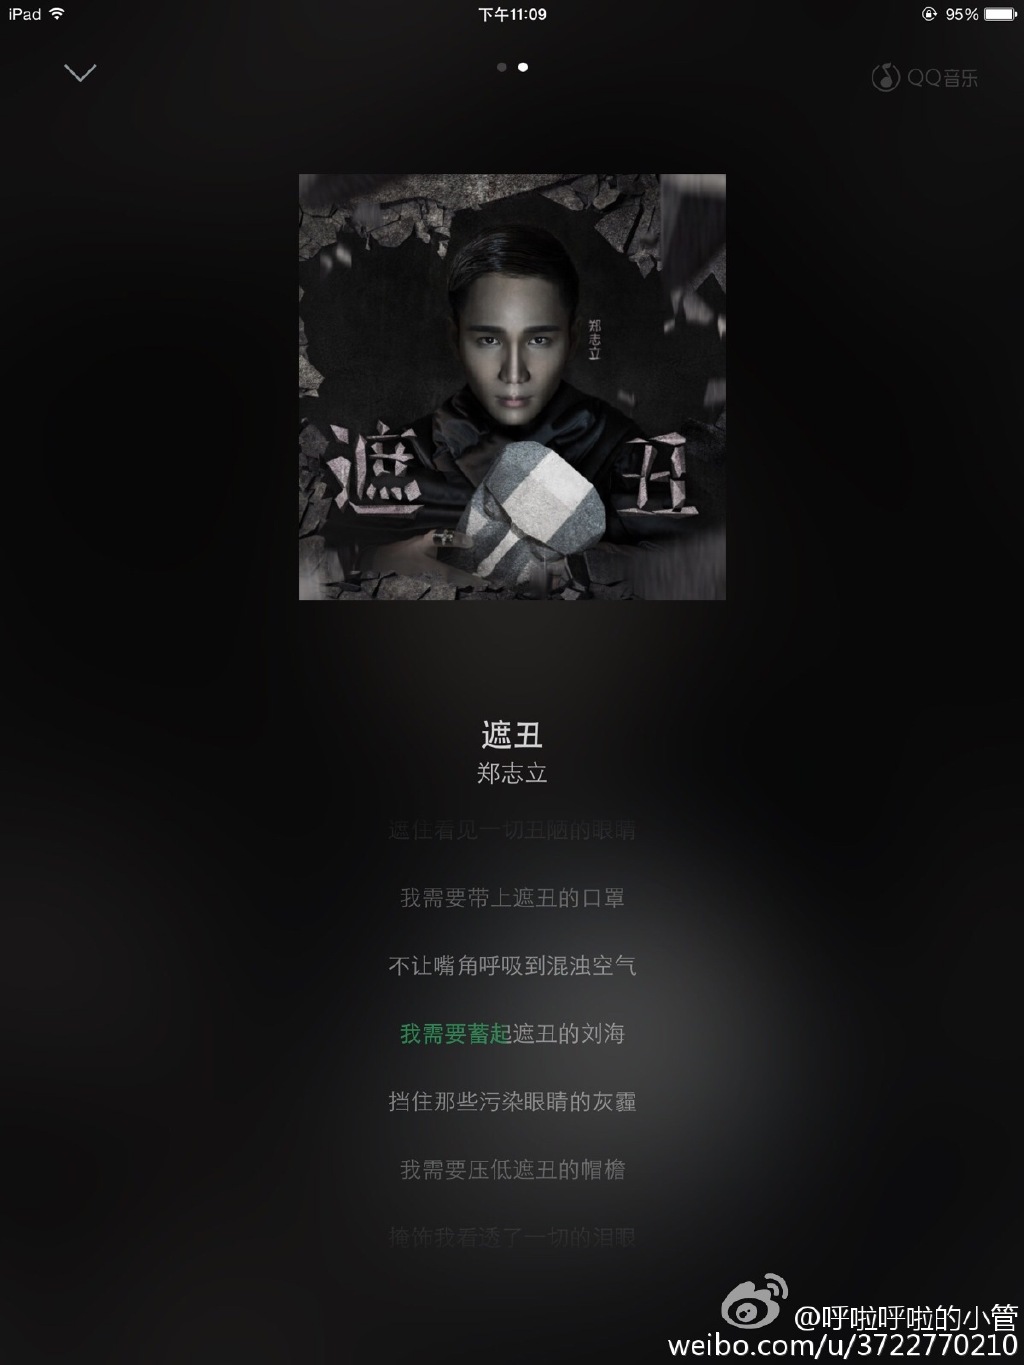 iPad 下午11:09 95%
QQ音乐
郑志立
遮丑
遮丑
郑志立
遮住看见一切丑陋的眼睛
我需要带上遮丑的口罩
不让嘴角呼吸到混浊空气
我需要蓄起遮丑的刘海
挡住那些污染眼睛的灰霾
我需要压低遮丑的帽檐
掩饰我看透了一切的泪眼
@呼啦呼啦的小管
weibo.com/u/3722770210